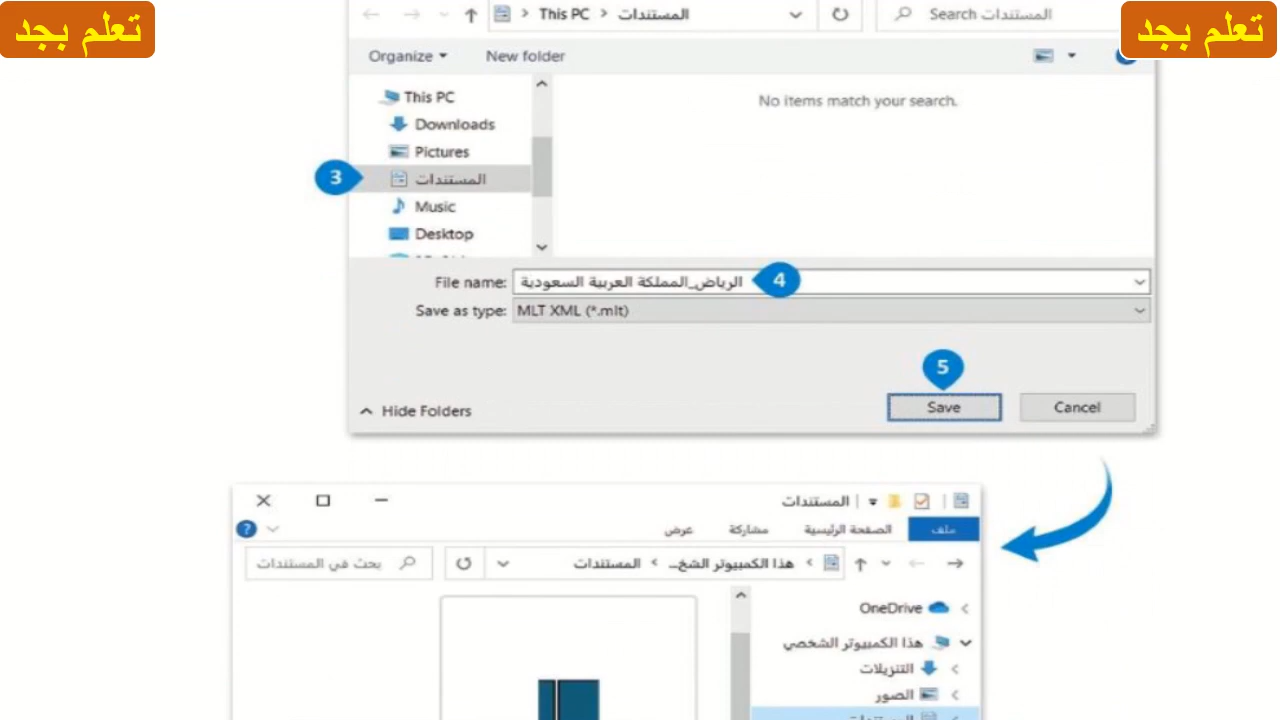 تعلم بجد
تعلم بجد
This PC > المستندات
Search المستندات
Organize
New folder
This PC
No items match your search.
Downloads
Pictures
3
المستندات
Music
Desktop
File name: الرياض_المملكة العربية السعودية
4
Save as type: MLT XML (*.mlt)
5
Hide Folders
Save
Cancel
المستندات
ملف
الصفحة الرئيسية
مشاركة
عرض
?
هذا الكمبيوتر الشخ... > المستندات
بحث في المستندات
OneDrive
هذا الكمبيوتر الشخصي
التنزيلات
الصور